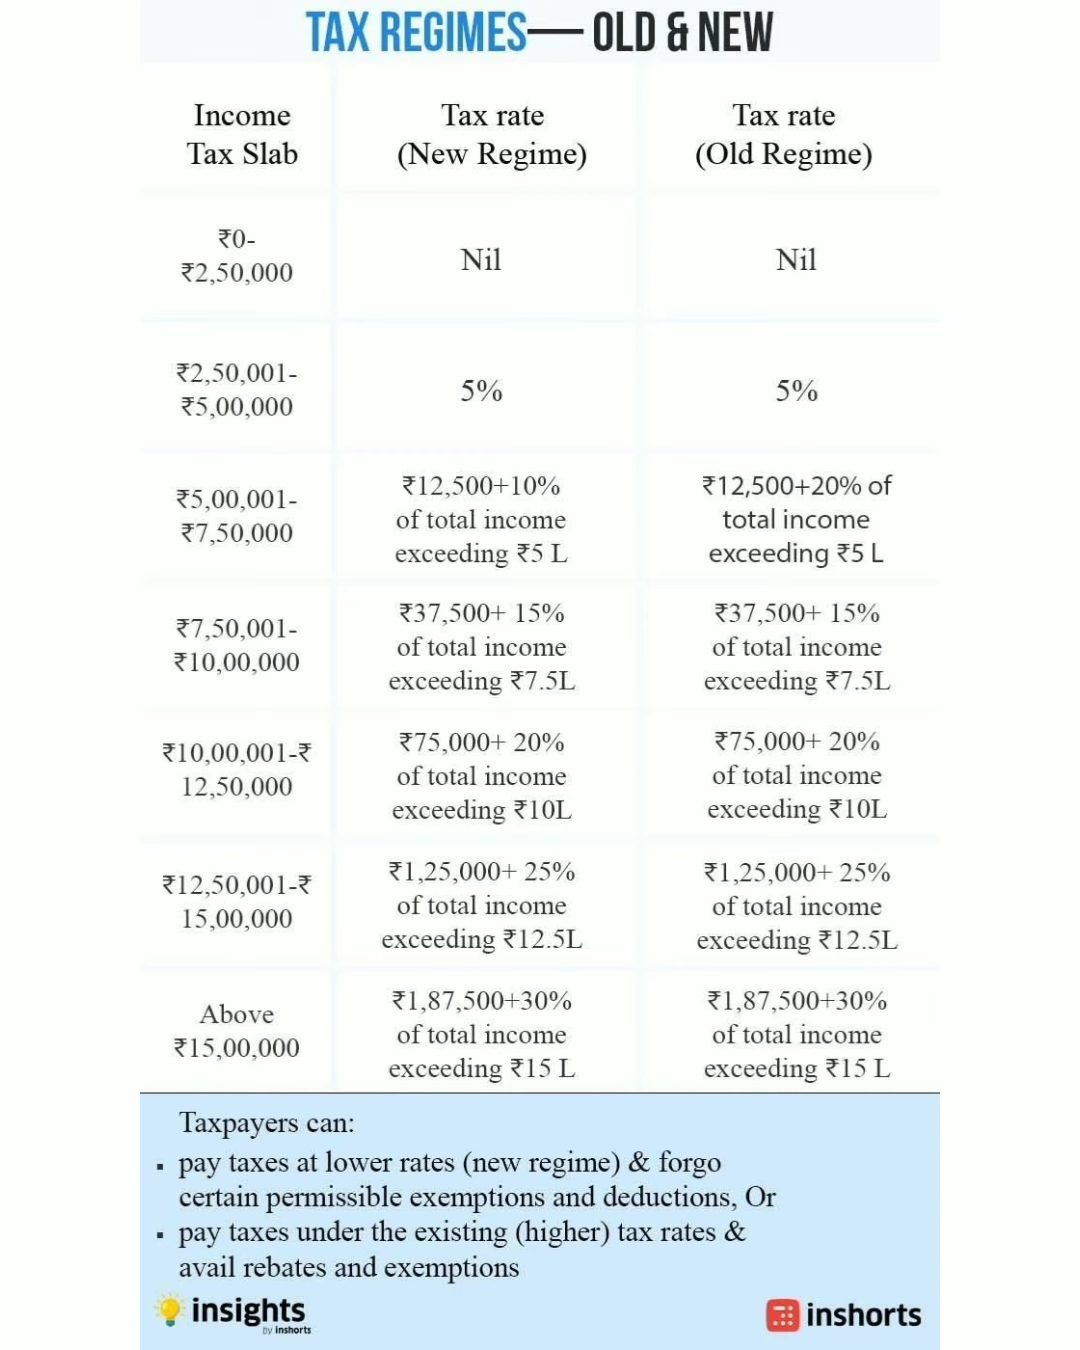 TAX REGIMES— OLD & NEW
Income
Tax Slab
Tax rate
(New Regime)
Tax rate
(Old Regime)
₹0-
₹2,50,000
Nil
Nil
₹2,50,001-
₹5,00,000
5%
5%
₹5,00,001-
₹7,50,000
₹12,500+10%
of total income
exceeding ₹5 L
₹12,500+20% of
total income
exceeding ₹5 L
₹7,50,001-
₹10,00,000
₹37,500+ 15%
of total income
exceeding ₹7.5L
₹37,500+ 15%
of total income
exceeding ₹7.5L
₹10,00,001-₹
12,50,000
₹75,000+ 20%
of total income
exceeding ₹10L
₹75,000+ 20%
of total income
exceeding ₹10L
₹12,50,001-₹
15,00,000
₹1,25,000+ 25%
of total income
exceeding ₹12.5L
₹1,25,000+ 25%
of total income
exceeding ₹12.5L
Above
₹15,00,000
₹1,87,500+30%
of total income
exceeding ₹15 L
₹1,87,500+30%
of total income
exceeding ₹15 L
Taxpayers can:
▪ pay taxes at lower rates (new regime) & forgo
certain permissible exemptions and deductions, Or
▪ pay taxes under the existing (higher) tax rates &
avail rebates and exemptions
insights
by inshorts
inshorts